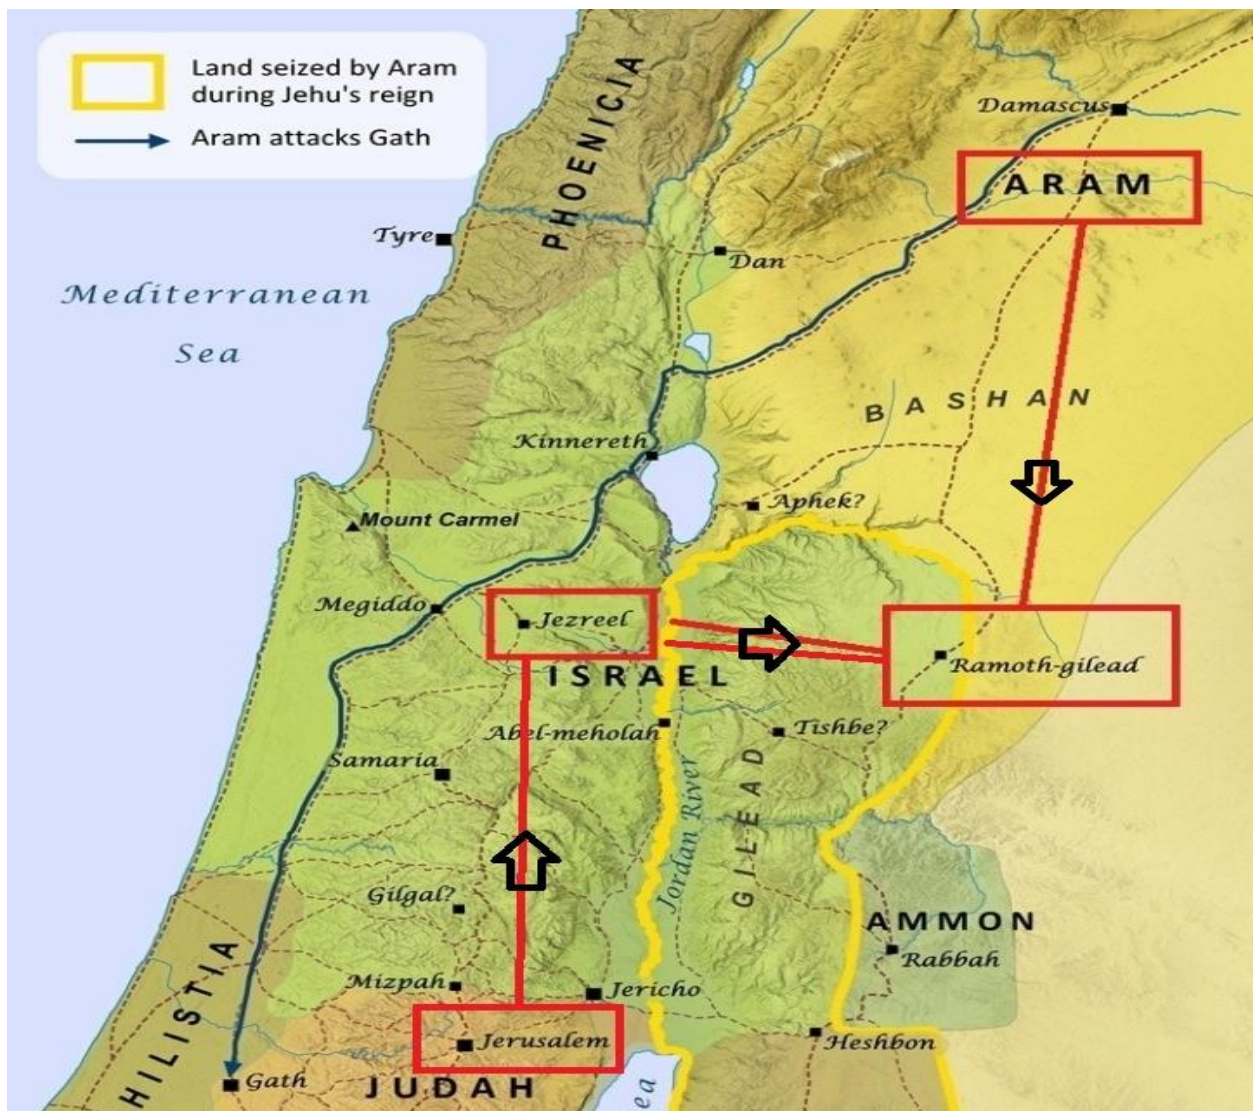 Land seized by Aram
during Jehu's reign
Aram attacks Gath
PHOENICIA
Damascus
ARAM
Tyre
Dan
Mediterranean
Sea
BASHAN
Kinnereth
Aphek?
Mount Carmel
Megiddo
Jezreel
Ramoth-gilead
ISRAEL
Abel-meholah
Tishbe?
Samaria
GILEAD
Jordan River
Gilgal?
AMMON
Rabbah
Mizpah
Jericho
Jerusalem
Heshbon
HILISTIA
Gath
JUDAH
ea